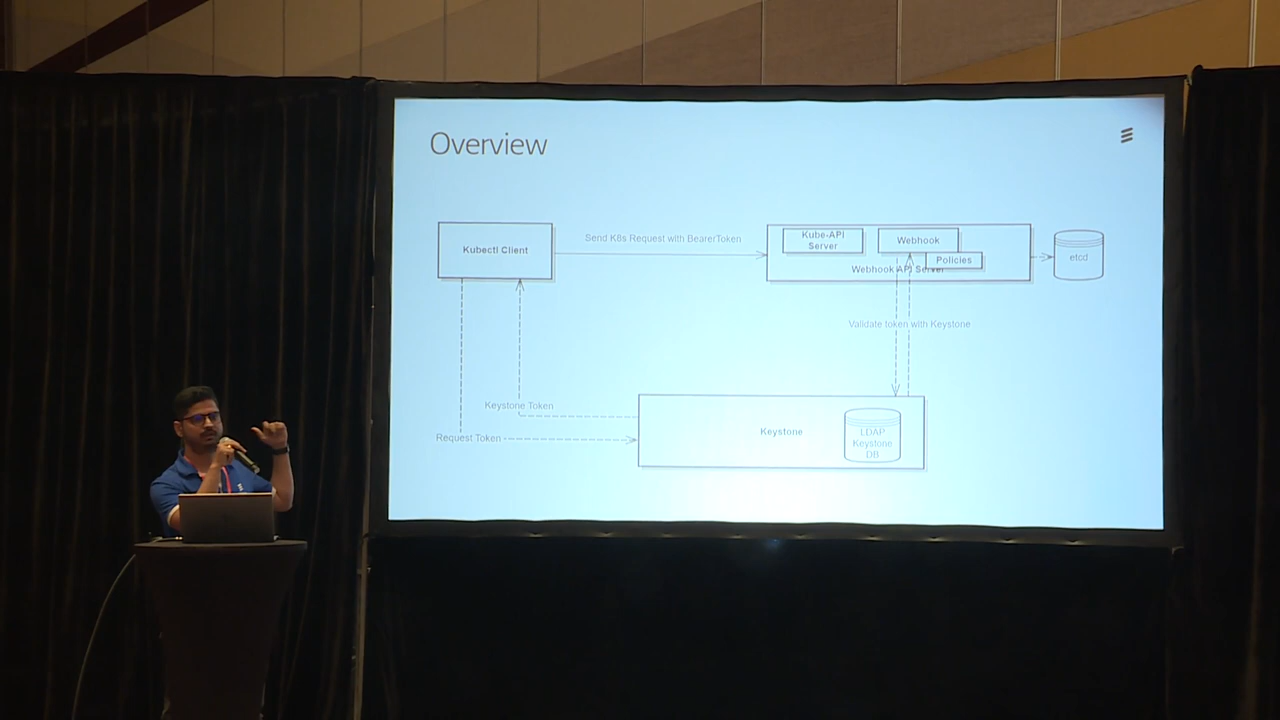 Overview
Kubectl Client
Send K8s Request with BearerToken
Kube-API
Server
Webhook
Policies
Webhook API Server
etcd
Validate token with Keystone
Keystone Token
Request Token
Keystone
LDAP
Keystone
DB